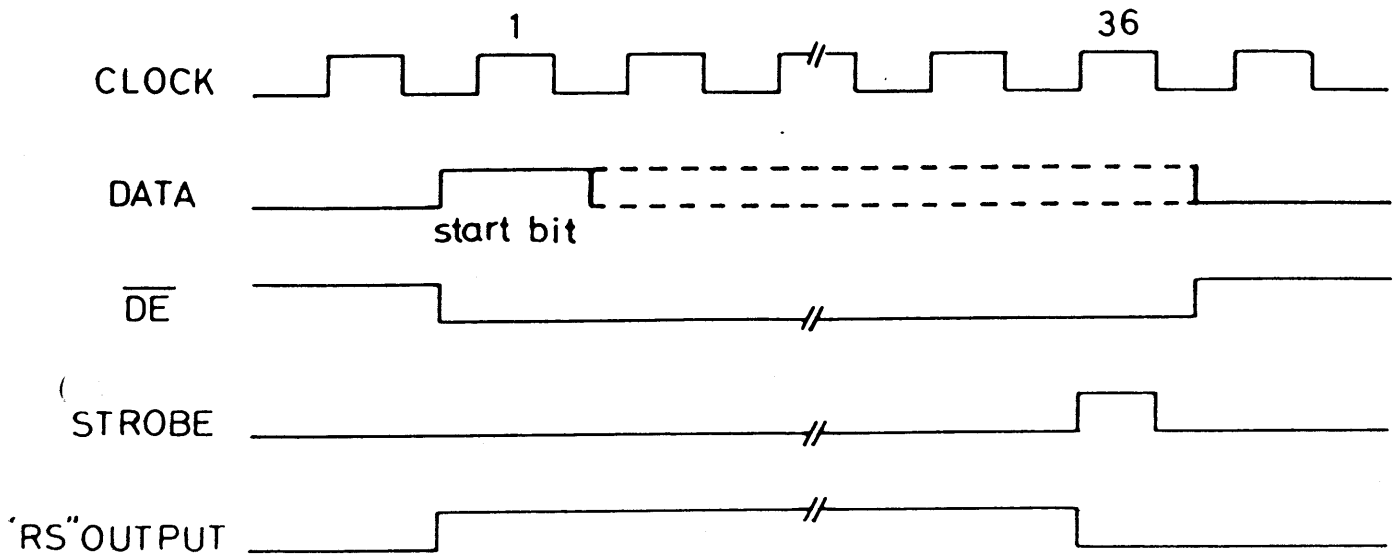 1 36
CLOCK
DATA
start bit
DE
STROBE
'RS" OUTPUT